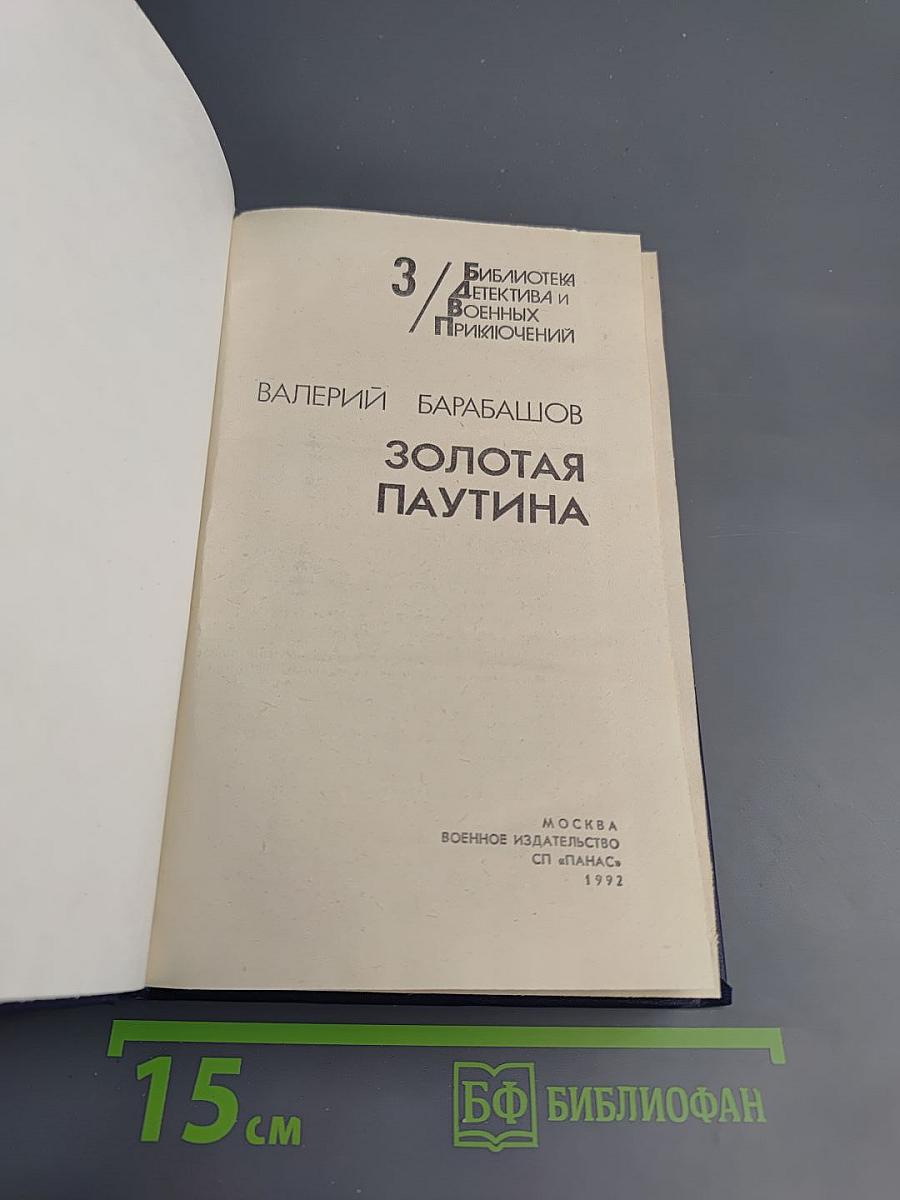 3 / БИБЛИОТЕКА
ДЕТЕКТИВА И
ВОЕННЫХ
ПРИКЛЮЧЕНИЙ
ВАЛЕРИЙ БАРАБАШОВ
ЗОЛОТАЯ
ПАУТИНА
МОСКВА
ВОЕННОЕ ИЗДАТЕЛЬСТВО
СП «ПАНАС»
1992
15 см
БФ БИБЛИОФАН